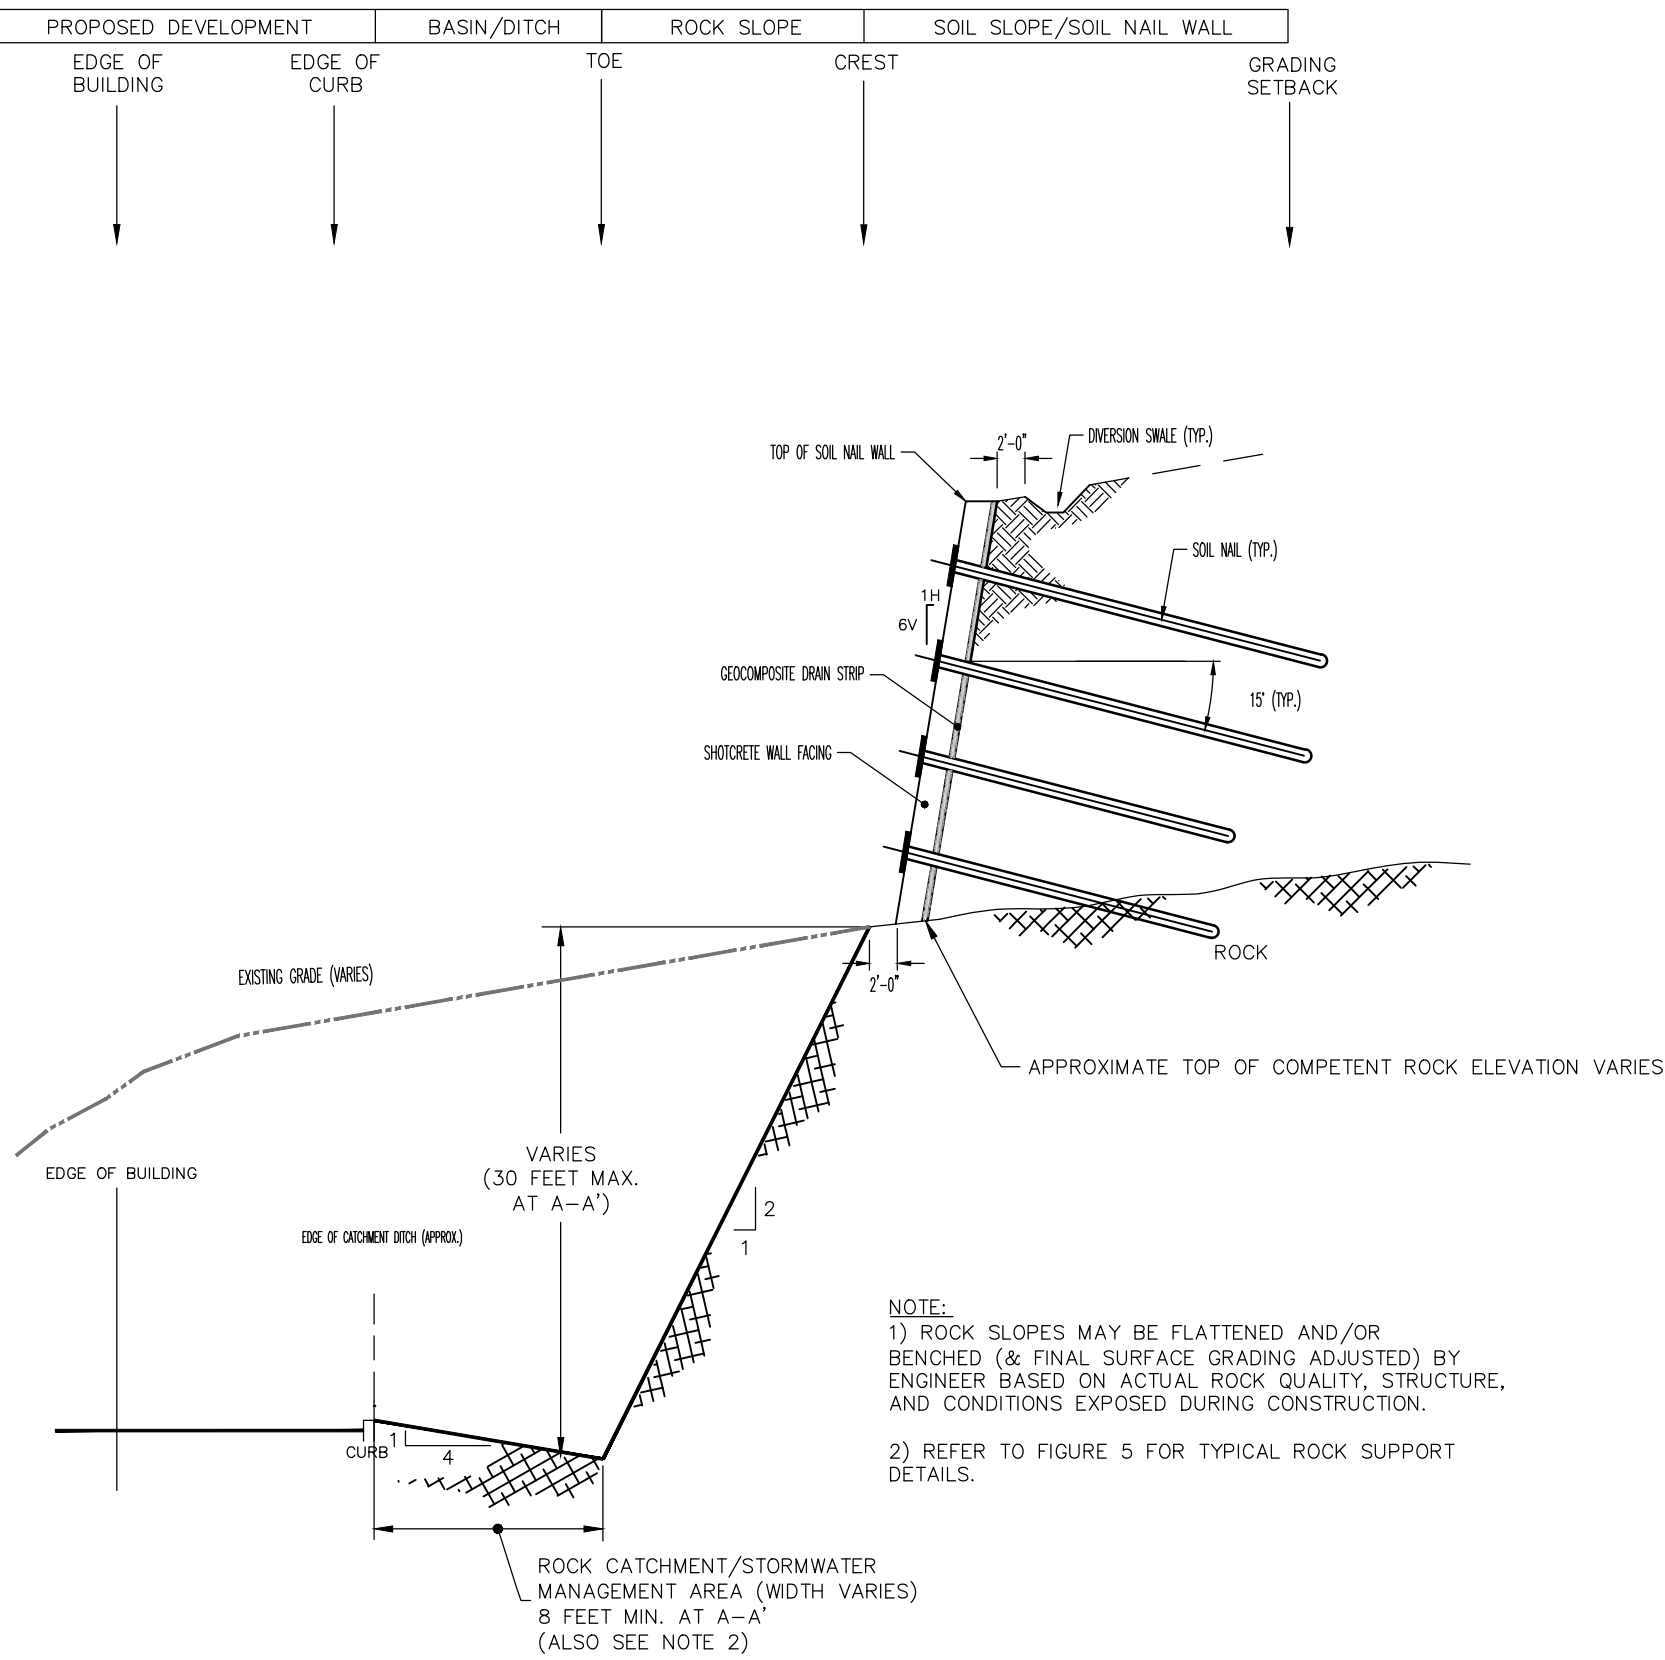 PROPOSED DEVELOPMENT
BASIN/DITCH
ROCK SLOPE
SOIL SLOPE/SOIL NAIL WALL
EDGE OF
BUILDING
EDGE OF
CURB
TOE
CREST
GRADING
SETBACK
2'-0"
DIVERSION SWALE (TYP.)
TOP OF SOIL NAIL WALL
SOIL NAIL (TYP.)
1H
6V
GEOCOMPOSITE DRAIN STRIP
15° (TYP.)
SHOTCRETE WALL FACING
ROCK
EXISTING GRADE (VARIES)
2'-0"
APPROXIMATE TOP OF COMPETENT ROCK ELEVATION VARIES
VARIES
(30 FEET MAX.
AT A-A')
EDGE OF BUILDING
2
1
EDGE OF CATCHMENT DITCH (APPROX.)
NOTE:
1) ROCK SLOPES MAY BE FLATTENED AND/OR
BENCHED (& FINAL SURFACE GRADING ADJUSTED) BY
ENGINEER BASED ON ACTUAL ROCK QUALITY, STRUCTURE,
AND CONDITIONS EXPOSED DURING CONSTRUCTION.
2) REFER TO FIGURE 5 FOR TYPICAL ROCK SUPPORT
DETAILS.
CURB
1
4
ROCK CATCHMENT/STORMWATER
MANAGEMENT AREA (WIDTH VARIES)
8 FEET MIN. AT A-A'
(ALSO SEE NOTE 2)